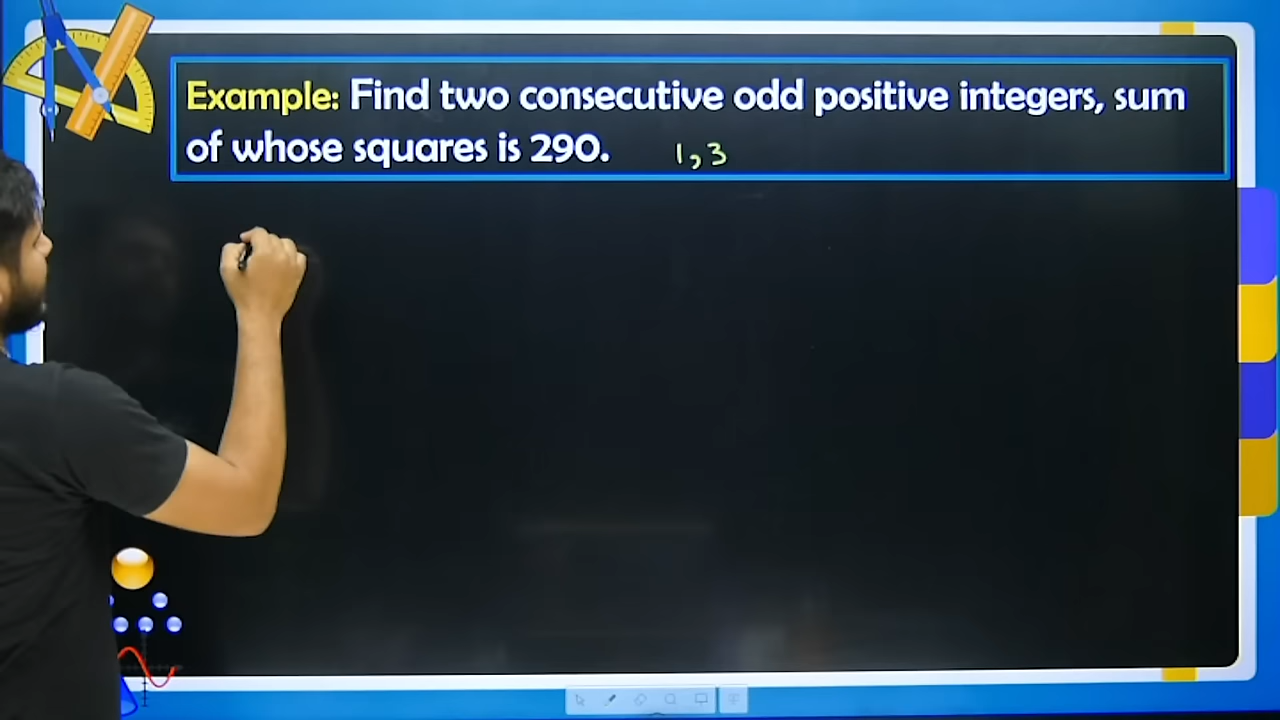 Example: Find two consecutive odd positive integers, sum
of whose squares is 290. 1,3